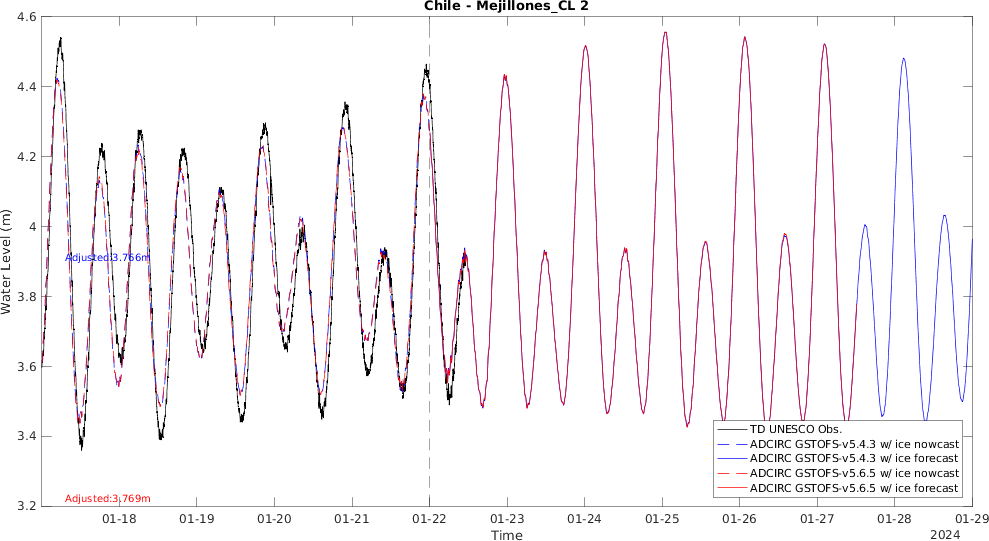 Chile - Mejillones_CL 2
4.6
4.4
4.2
4
3.8
3.6
3.4
3.2
Water Level (m)
Adjusted:3.766m
Adjusted:3.769m
TD UNESCO Obs.
ADCIRC GSTOFS-v5.4.3 w/ ice nowcast
ADCIRC GSTOFS-v5.4.3 w/ ice forecast
ADCIRC GSTOFS-v5.6.5 w/ ice nowcast
ADCIRC GSTOFS-v5.6.5 w/ ice forecast
01-18 01-19 01-20 01-21 01-22 01-23 01-24 01-25 01-26 01-27 01-28 01-29
Time
2024